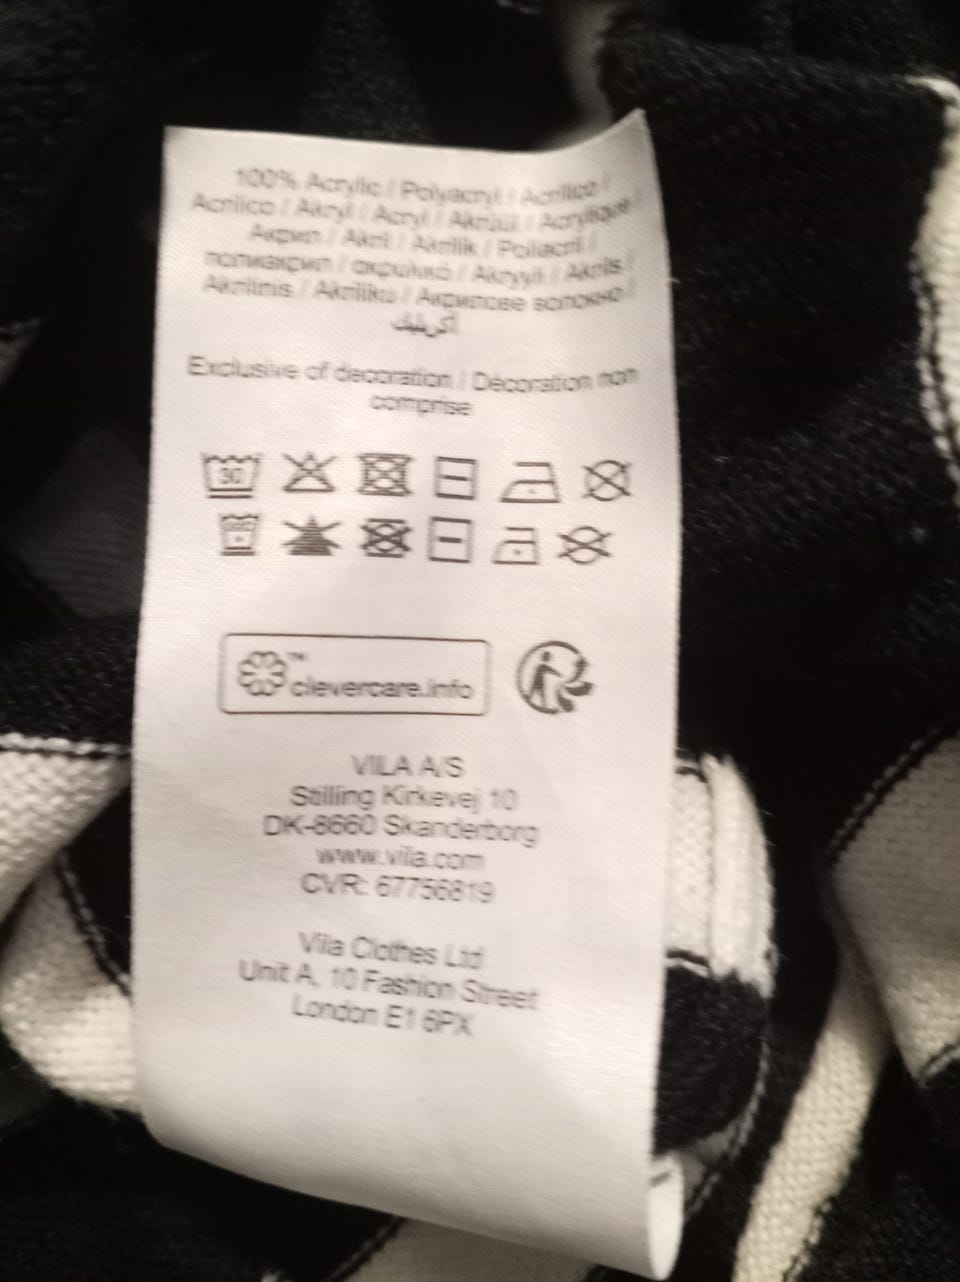 100% Acrylic / Polyacryl / Acrilico /
Acrilico / Akryl / Acryl / Akrüül / Acrylique /
Акрил / Akril / Akrilik / Poliacril /
полиакрил / ακρυλικό / Akryyli / Akrils /
Akrilinis / Akriliku / Акрилове волокно /
أكريليك
Exclusive of decoration / Décoration non
comprise
30
clevercare.info
VILA A/S
Stilling Kirkevej 10
DK-8660 Skanderborg
www.vila.com
CVR: 67756819
Vila Clothes Ltd
Unit A, 10 Fashion Street
London E1 6PX